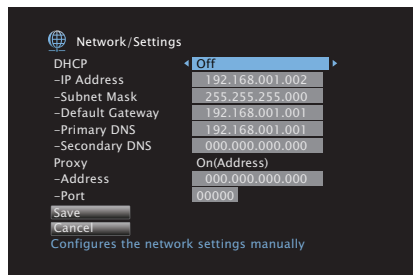 Network/Settings
DHCP Off
–IP Address 192.168.001.002
–Subnet Mask 255.255.255.000
–Default Gateway 192.168.001.001
–Primary DNS 192.168.001.001
–Secondary DNS 000.000.000.000
Proxy On(Address)
–Address 000.000.000.000
–Port 00000
Save
Cancel
Configures the network settings manually